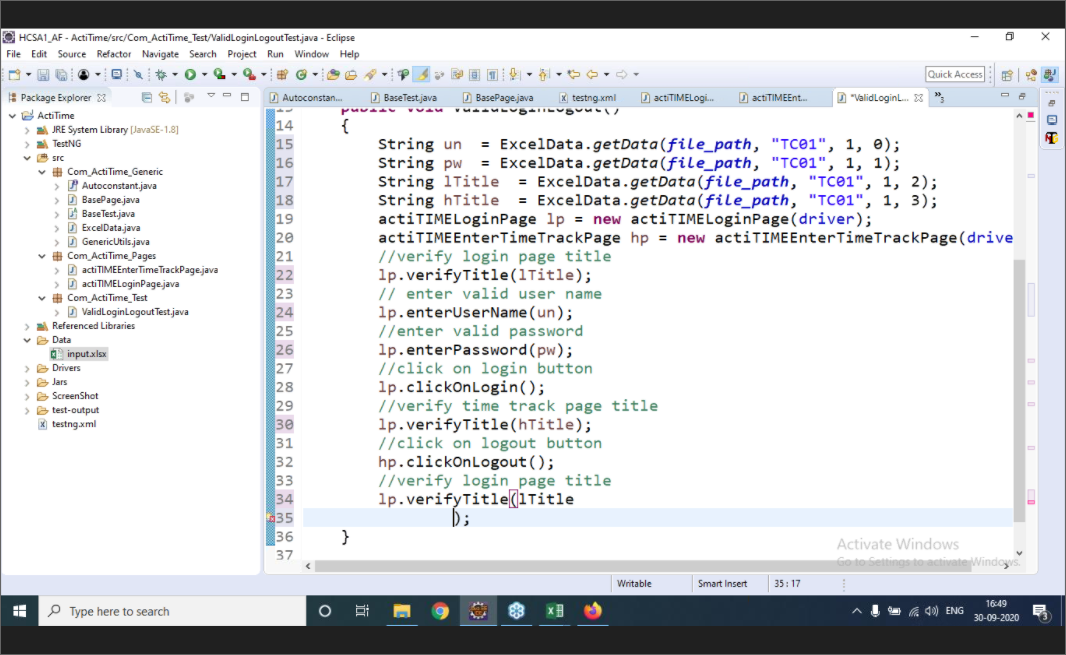 HCSA1_AF - ActiTime/src/Com_ActiTime_Test/ValidLoginLogoutTest.java - Eclipse
File Edit Source Refactor Navigate Search Project Run Window Help
Quick Access
Package Explorer
Autoconstan... BaseTest.java BasePage.java testng.xml actiTIMELogi... actiTIMEEnt... *ValidLoginL... »3
ActiTime
JRE System Library [JavaSE-1.8]
TestNG
src
Com_ActiTime_Generic
Autoconstant.java
BasePage.java
BaseTest.java
ExcelData.java
GenericUtils.java
Com_ActiTime_Pages
actiTIMEEnterTimeTrackPage.java
actiTIMELoginPage.java
Com_ActiTime_Test
ValidLoginLogoutTest.java
Referenced Libraries
Data
input.xlsx
Drivers
Jars
ScreenShot
test-output
testng.xml
13 public void validLoginLogout()
14 {
15 String un = ExcelData.getData(file_path, "TC01", 1, 0);
16 String pw = ExcelData.getData(file_path, "TC01", 1, 1);
17 String lTitle = ExcelData.getData(file_path, "TC01", 1, 2);
18 String hTitle = ExcelData.getData(file_path, "TC01", 1, 3);
19 actiTIMELoginPage lp = new actiTIMELoginPage(driver);
20 actiTIMEEnterTimeTrackPage hp = new actiTIMEEnterTimeTrackPage(drive
21 //verify login page title
22 lp.verifyTitle(lTitle);
23 // enter valid user name
24 lp.enterUserName(un);
25 //enter valid password
26 lp.enterPassword(pw);
27 //click on login button
28 lp.clickOnLogin();
29 //verify time track page title
30 lp.verifyTitle(hTitle);
31 //click on logout button
32 hp.clickOnLogout();
33 //verify login page title
34 lp.verifyTitle(lTitle
35 );
36 }
37
Activate Windows
Go to Settings to activate Windows.
Writable Smart Insert 35 : 17
Type here to search
ENG 16:49
30-09-2020
3